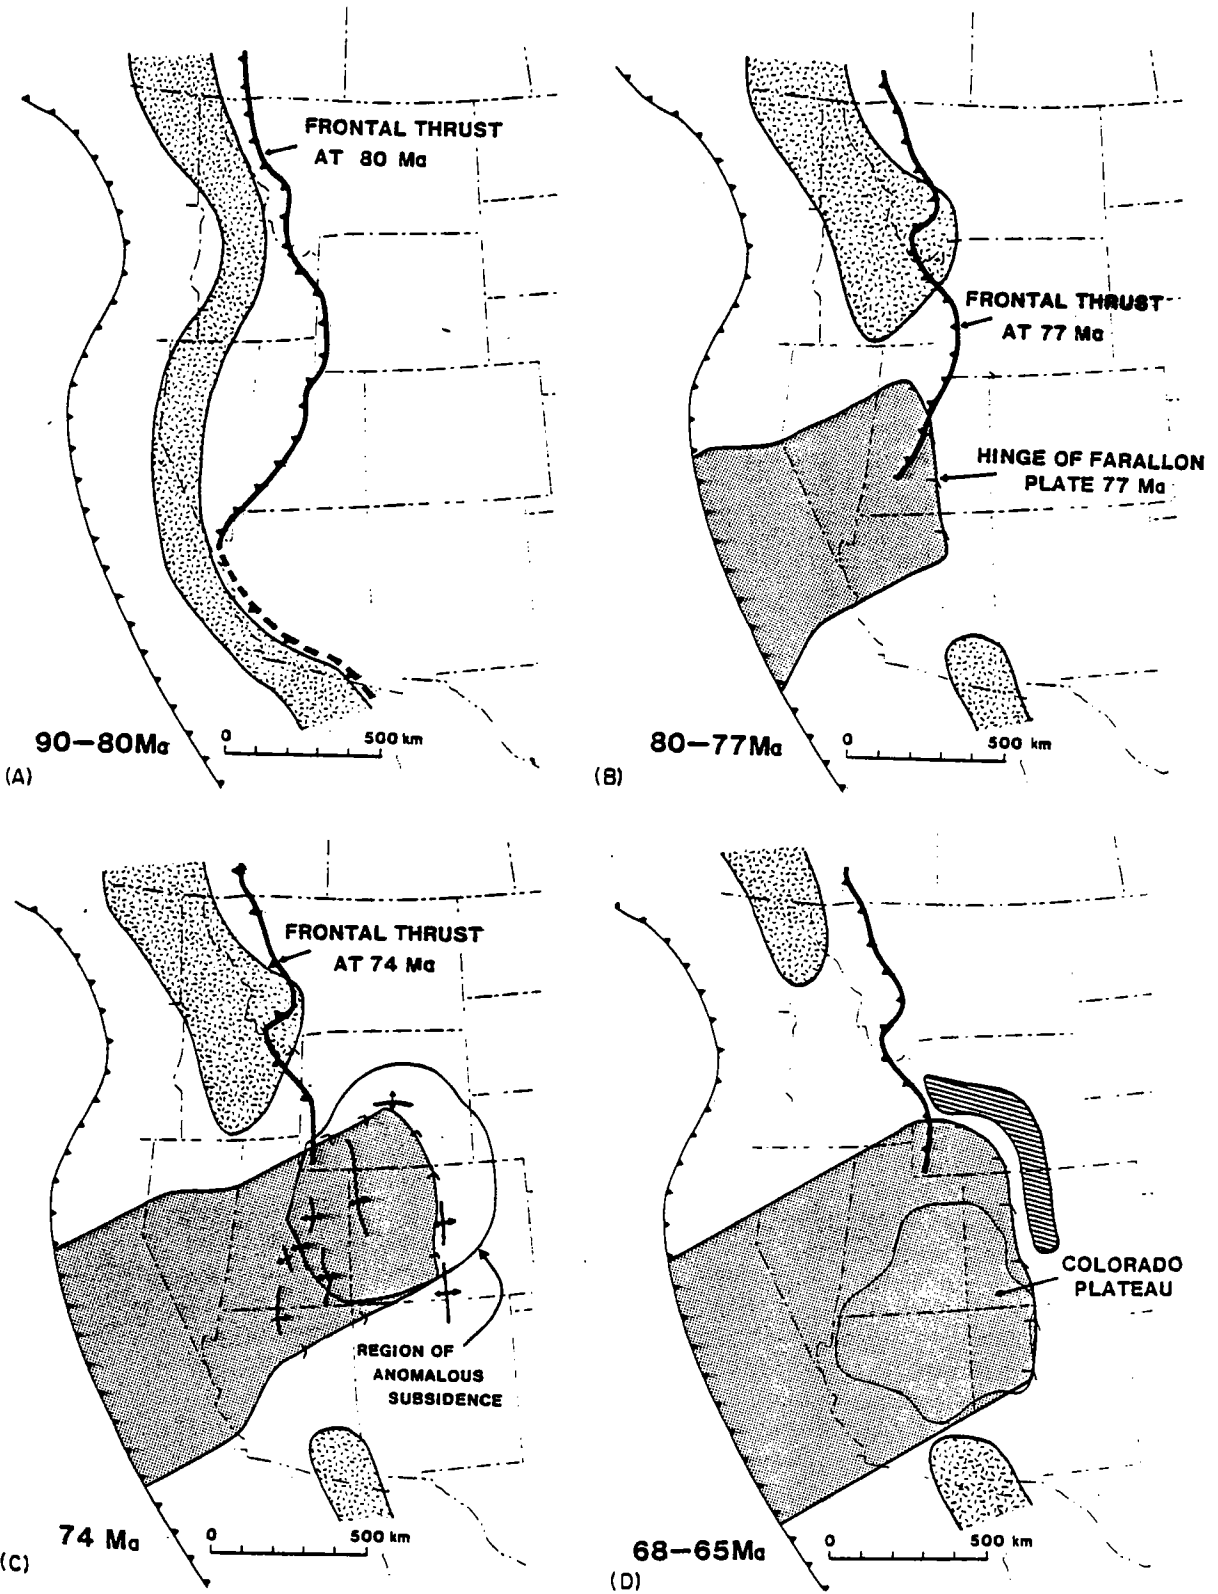 FRONTAL THRUST
AT 80 Ma
90-80Ma
0 500 km
(A)
FRONTAL THRUST
AT 77 Ma
HINGE OF FARALLON
PLATE 77 Ma
80-77Ma
0 500 km
(B)
FRONTAL THRUST
AT 74 Ma
REGION OF
ANOMALOUS
SUBSIDENCE
74 Ma
0 500 km
(C)
COLORADO
PLATEAU
68-65Ma
0 500 km
(D)